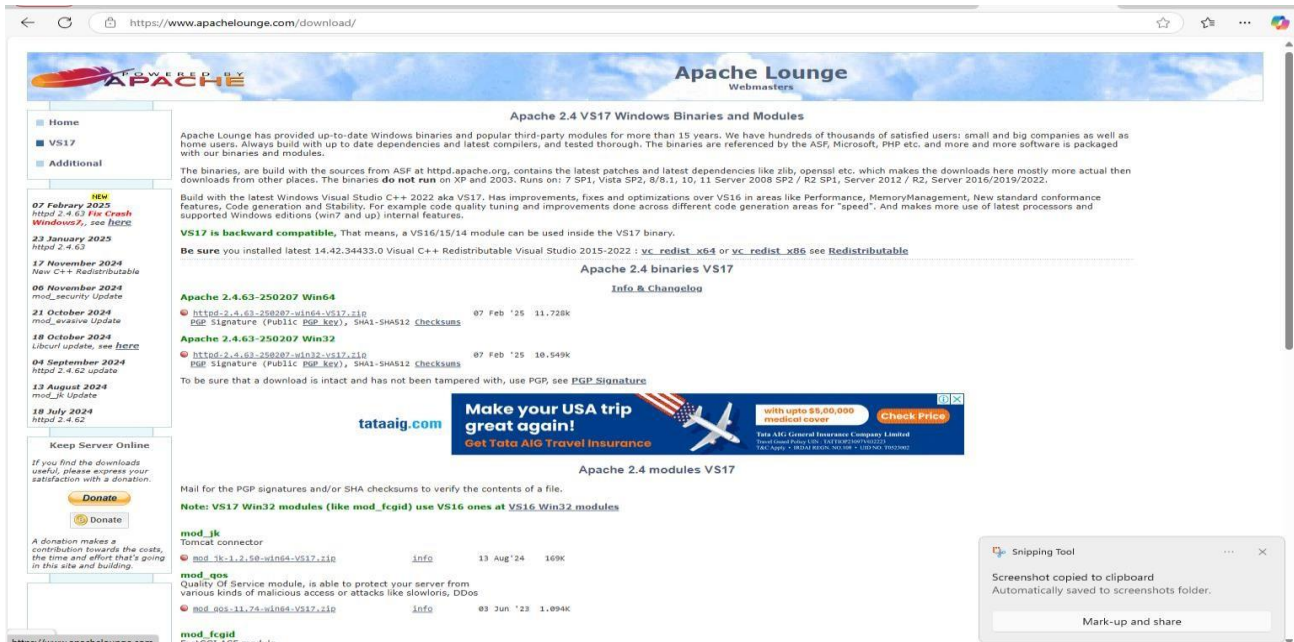 https://www.apachelounge.com/download/
POWERED BY
APACHE
Apache Lounge
Webmasters
Home
VS17
Additional
NEW
07 Febrary 2025
httpd 2.4.63 Fix Crash
Windows7,, see here
23 January 2025
httpd 2.4.63
17 November 2024
New C++ Redistributable
06 November 2024
mod_security Update
21 October 2024
mod_evasive Update
18 October 2024
Libcurl update, see here
04 September 2024
httpd 2.4.62 update
13 August 2024
mod_jk Update
18 July 2024
httpd 2.4.62
Keep Server Online
If you find the downloads
useful, please express your
satisfaction with a donation.
Donate
Donate
A donation makes a
contribution towards the costs,
the time and effort that's going
in this site and building.
Apache 2.4 VS17 Windows Binaries and Modules
Apache Lounge has provided up-to-date Windows binaries and popular third-party modules for more than 15 years. We have hundreds of thousands of satisfied users: small and big companies as well as
home users. Always build with up to date dependencies and latest compilers, and tested thorough. The binaries are referenced by the ASF, Microsoft, PHP etc. and more and more software is packaged
with our binaries and modules.
The binaries, are build with the sources from ASF at httpd.apache.org, contains the latest patches and latest dependencies like zlib, openssl etc. which makes the downloads here mostly more actual then
downloads from other places. The binaries do not run on XP and 2003. Runs on: 7 SP1, Vista SP2, 8/8.1, 10, 11 Server 2008 SP2 / R2 SP1, Server 2012 / R2, Server 2016/2019/2022.
Build with the latest Windows Visual Studio C++ 2022 aka VS17. Has improvements, fixes and optimizations over VS16 in areas like Performance, MemoryManagement, New standard conformance
features, Code generation and Stability. For example code quality tuning and improvements done across different code generation areas for "speed". And makes more use of latest processors and
supported Windows editions (win7 and up) internal features.
VS17 is backward compatible, That means, a VS16/15/14 module can be used inside the VS17 binary.
Be sure you installed latest 14.42.34433.0 Visual C++ Redistributable Visual Studio 2015-2022 : vc_redist_x64 or vc_redist_x86 see Redistributable
Apache 2.4 binaries VS17
Info & Changelog
Apache 2.4.63-250207 Win64
httpd-2.4.63-250207-win64-VS17.zip 07 Feb '25 11.728k
PGP Signature (Public PGP key), SHA1-SHA512 Checksums
Apache 2.4.63-250207 Win32
httpd-2.4.63-250207-win32-vs17.zip 07 Feb '25 10.549k
PGP Signature (Public PGP key), SHA1-SHA512 Checksums
To be sure that a download is intact and has not been tampered with, use PGP, see PGP Signature
tataaig.com
Make your USA trip
great again!
Get Tata AIG Travel Insurance
with upto $5,00,000
medical cover
Check Price
Tata AIG General Insurance Company Limited
Apache 2.4 modules VS17
Mail for the PGP signatures and/or SHA checksums to verify the contents of a file.
Note: VS17 Win32 modules (like mod_fcgid) use VS16 ones at VS16 Win32 modules
mod_jk
Tomcat connector
mod_jk-1.2.50-win64-VS17.zip info 13 Aug'24 169K
mod_qos
Quality Of Service module, is able to protect your server from
various kinds of malicious access or attacks like slowloris, DDos
mod_qos-11.74-win64-VS17.zip info 03 Jun '23 1.094K
mod_fcgid
Snipping Tool
Screenshot copied to clipboard
Automatically saved to screenshots folder.
Mark-up and share